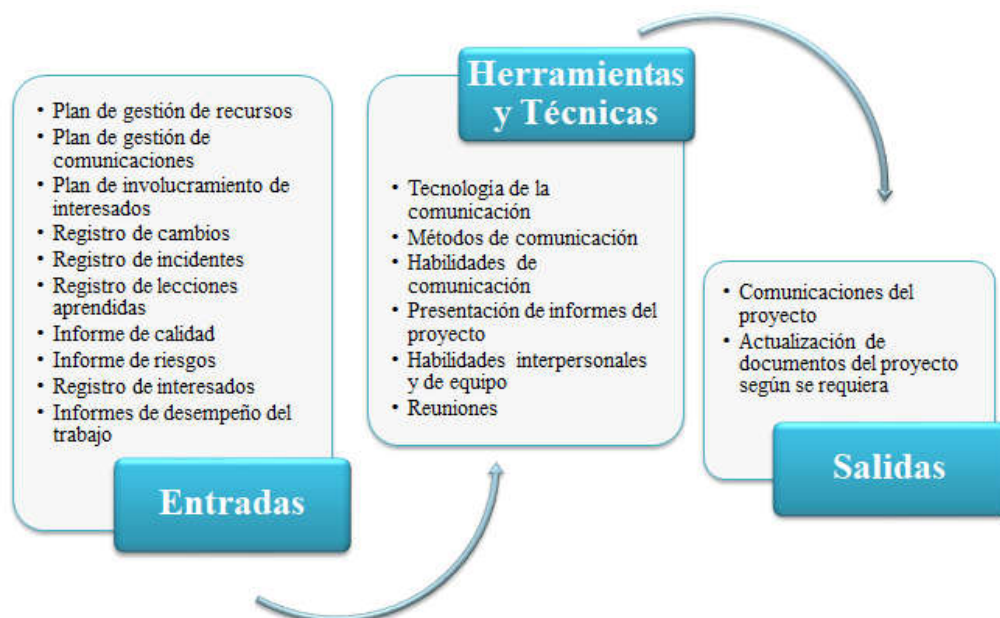 • Plan de gestión de recursos
• Plan de gestión de
comunicaciones
• Plan de involucramiento de
interesados
• Registro de cambios
• Registro de incidentes
• Registro de lecciones
aprendidas
• Informe de calidad
• Informe de riesgos
• Registro de interesados
• Informes de desempeño del
trabajo
Entradas
Herramientas
y Técnicas
• Tecnologia de la
comunicación
• Métodos de comunicación
• Habilidades de
comunicación
• Presentación de informes del
proyecto
• Habilidades interpersonales
y de equipo
• Reuniones
• Comunicaciones del
proyecto
• Actualización de
documentos del proyecto
según se requiera
Salidas